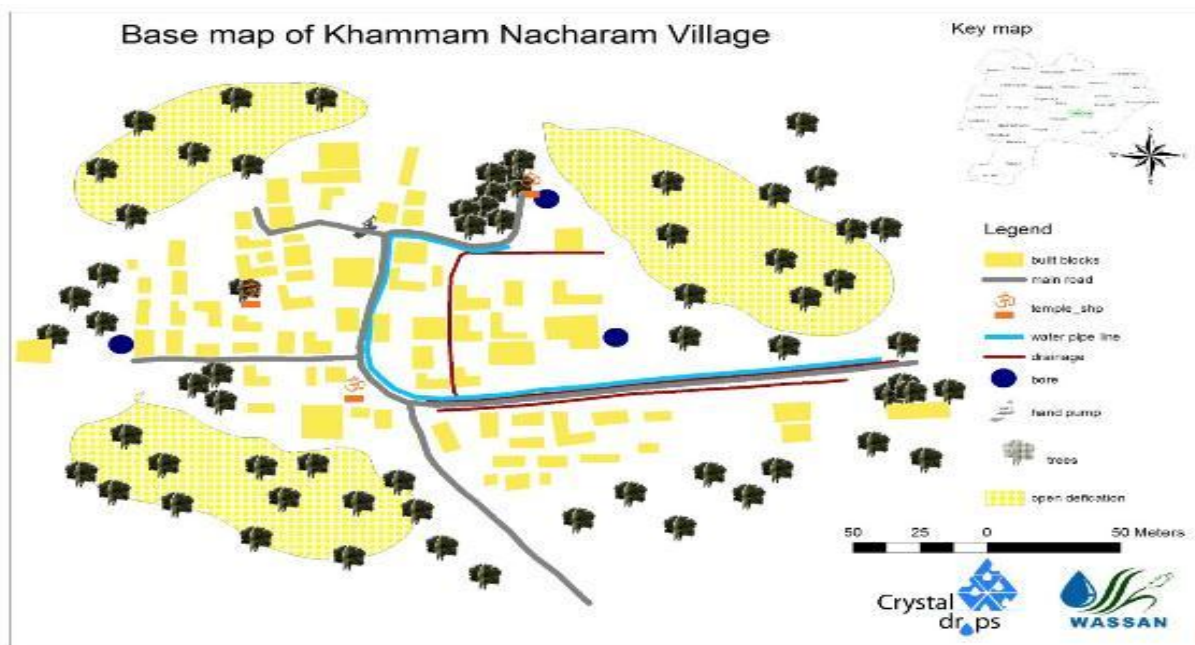 Base map of Khammam Nacharam Village
Key map
Legend
built blocks
main road
temple_shp
water pipe line
drainage
bore
hand pump
trees
open defication
50 25 0 50 Meters
Crystal
drops
WASSAN